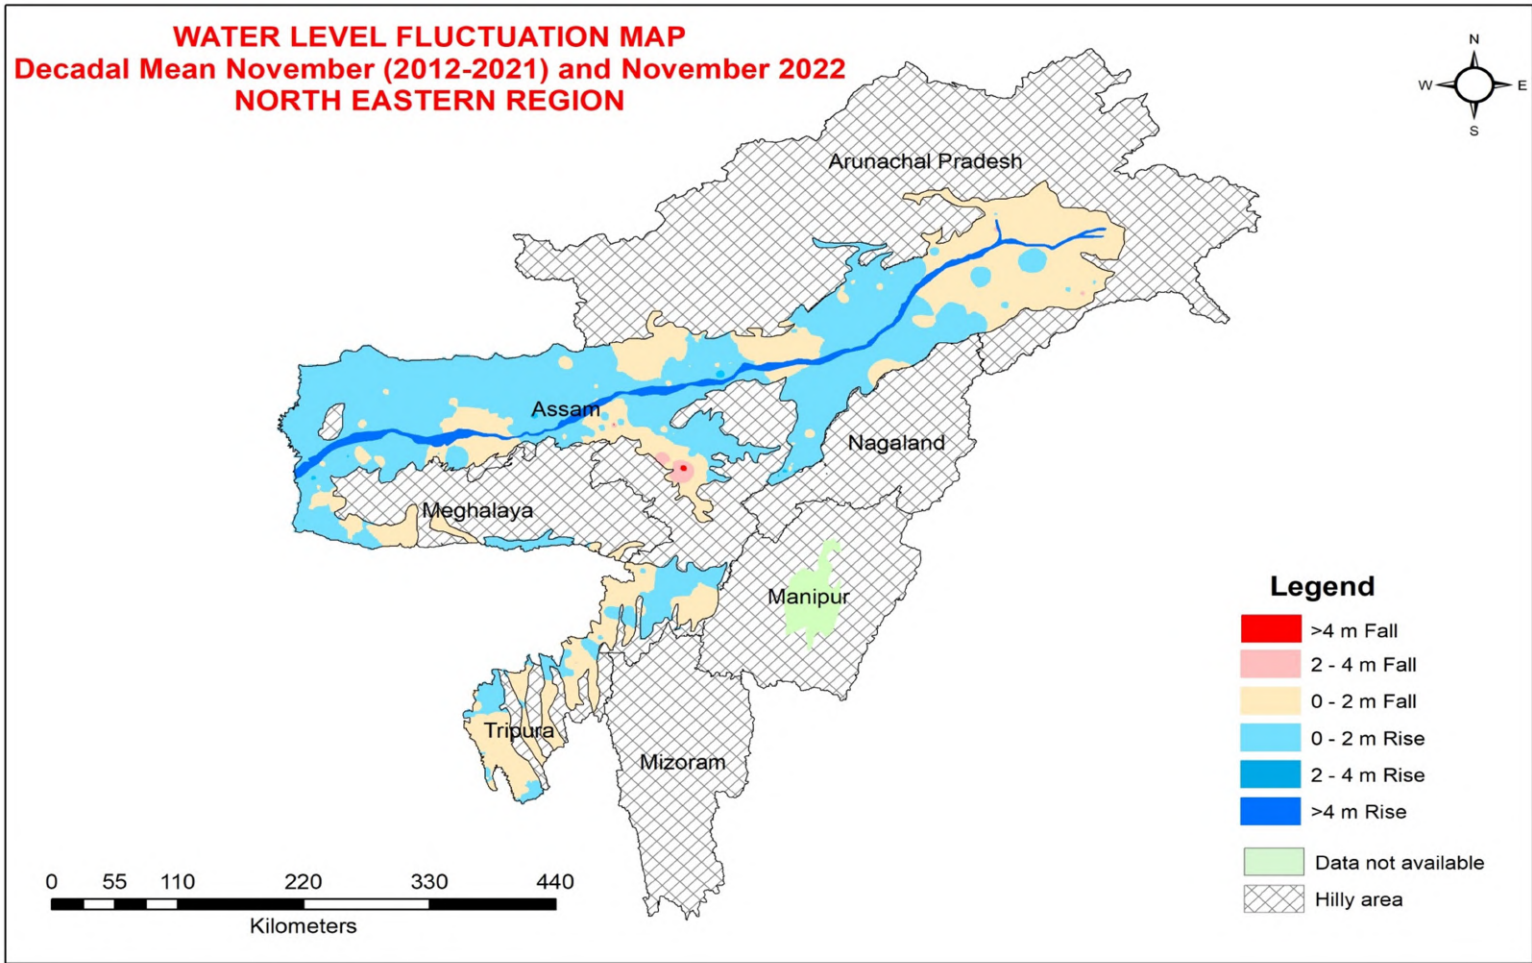 WATER LEVEL FLUCTUATION MAP
Decadal Mean November (2012-2021) and November 2022
NORTH EASTERN REGION
N
W E
S
Arunachal Pradesh
Assam
Nagaland
Meghalaya
Manipur
Tripura
Mizoram
Legend
>4 m Fall
2 - 4 m Fall
0 - 2 m Fall
0 - 2 m Rise
2 - 4 m Rise
>4 m Rise
Data not available
Hilly area
0 55 110 220 330 440
Kilometers